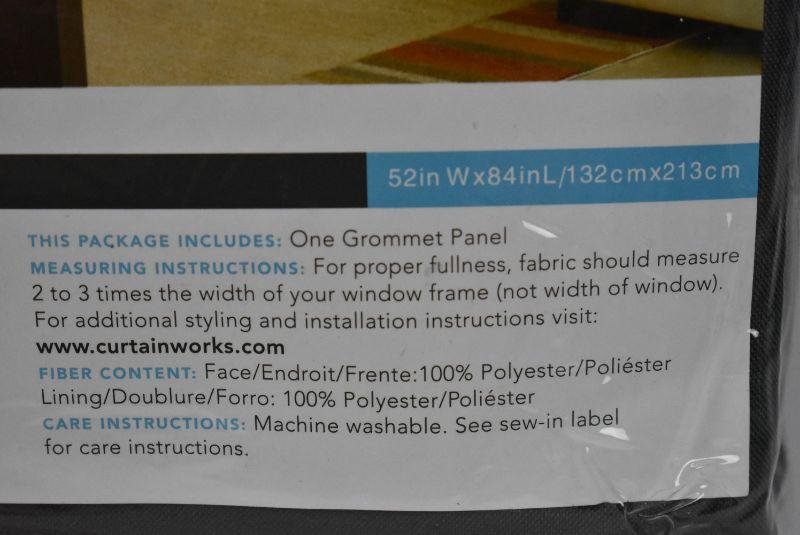 52in Wx84inL/132cmx213cm
THIS PACKAGE INCLUDES: One Grommet Panel
MEASURING INSTRUCTIONS: For proper fullness, fabric should measure
2 to 3 times the width of your window frame (not width of window).
For additional styling and installation instructions visit:
www.curtainworks.com
FIBER CONTENT: Face/Endroit/Frente:100% Polyester/Poliéster
Lining/Doublure/Forro: 100% Polyester/Poliéster
CARE INSTRUCTIONS: Machine washable. See sew-in label
for care instructions.